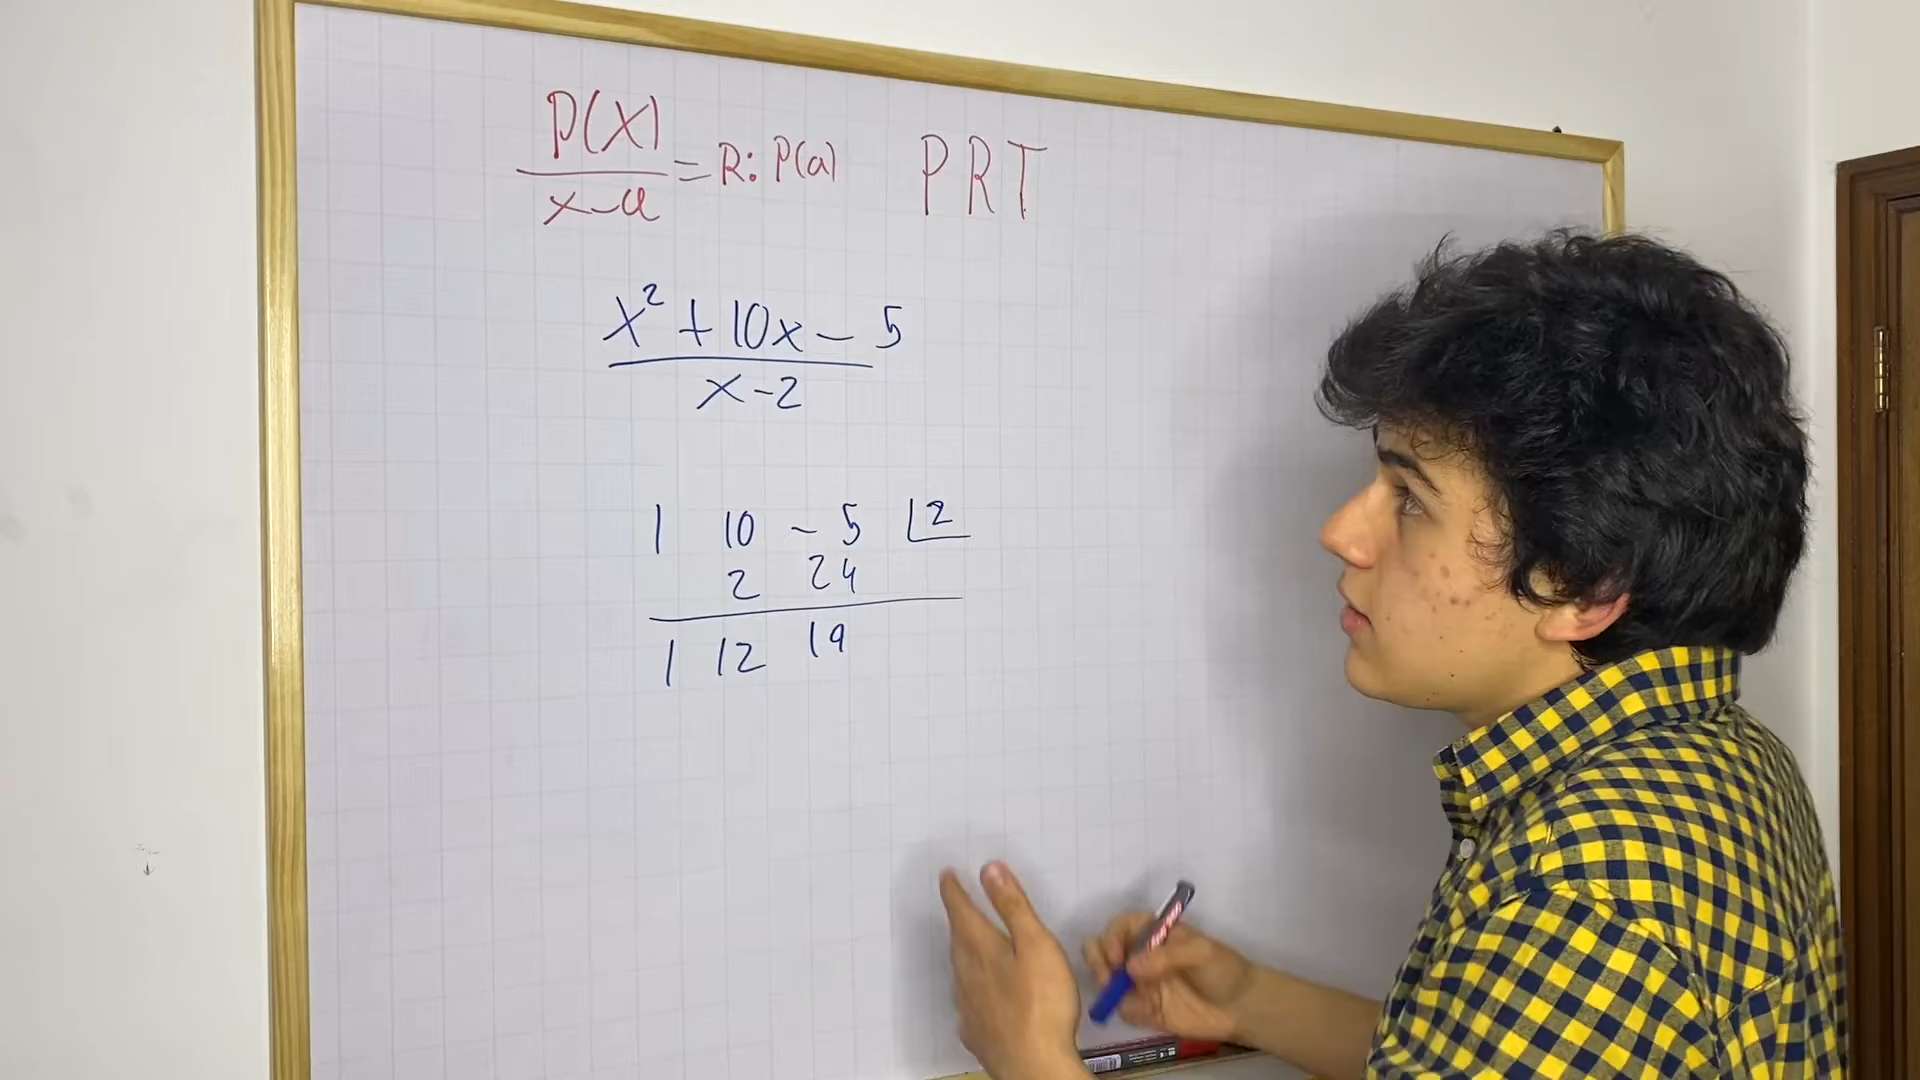 P(x)
x-a = R: P(a) PRT
x² + 10x - 5
x-2
1 10 - 5 2
2 24
1 12 19